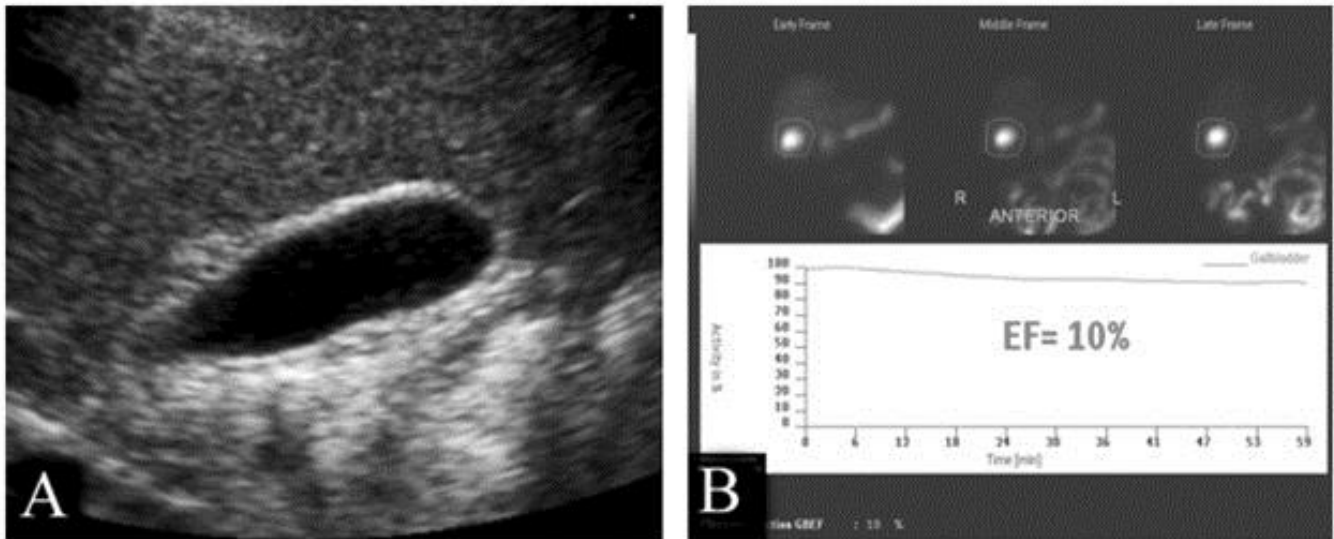 A
Early Frame Middle Frame Late Frame
R L
ANTERIOR
Gallbladder
100
90
80
70
60
50
40
30
20
10
0
Activity in %
EF= 10%
0 6 12 18 24 30 36 41 47 53 59
Time [min]
B
tion GBEF : 10 %